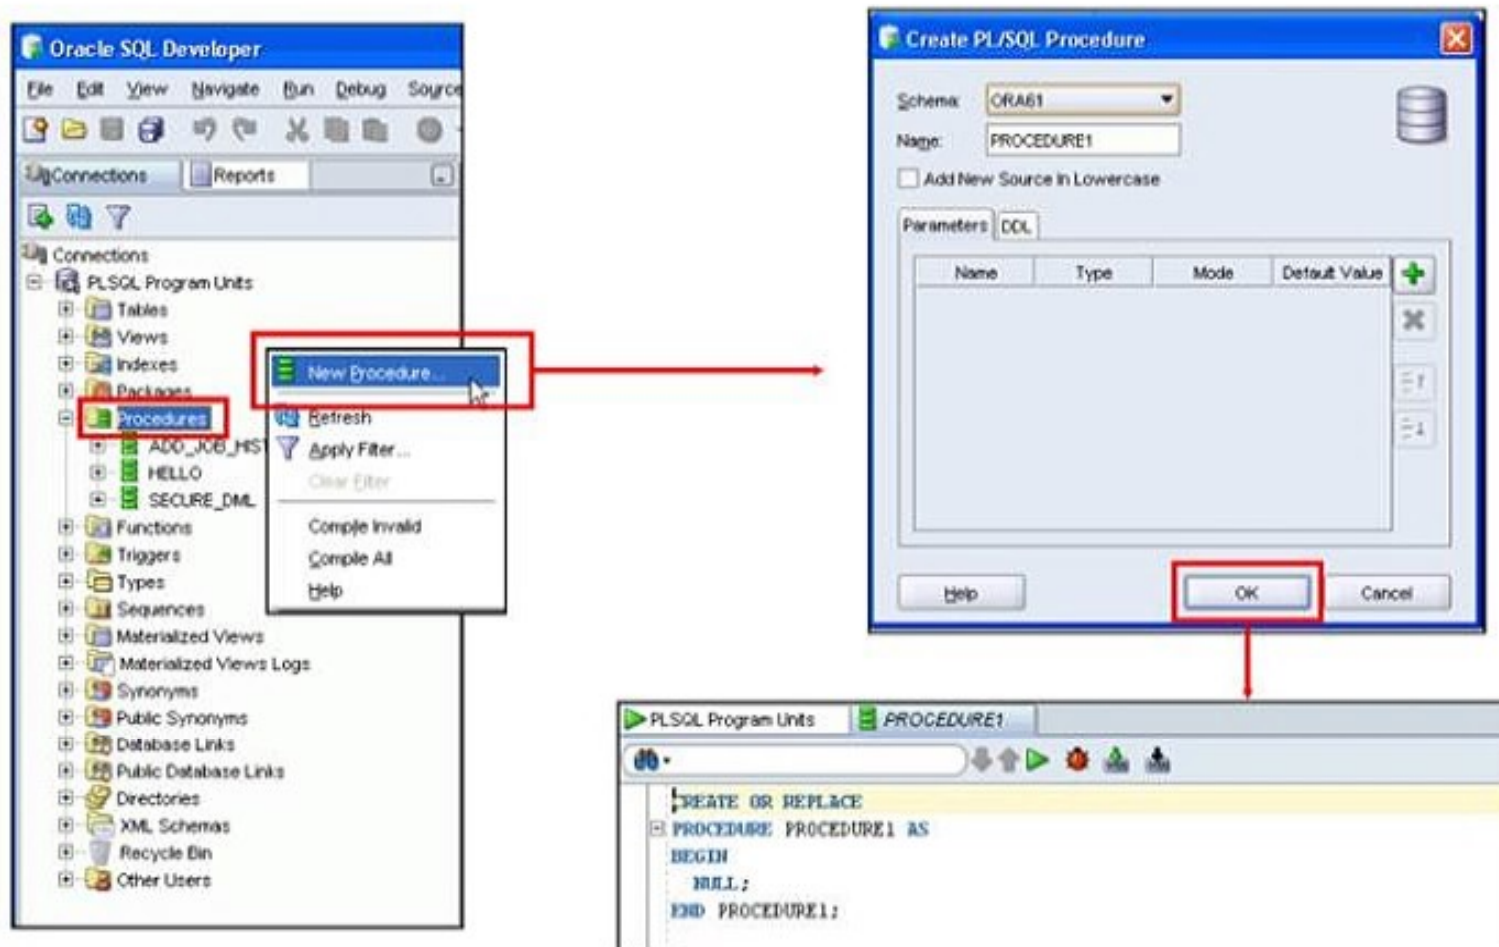 Oracle SQL Developer
File Edit View Navigate Run Debug Source
Connections Reports
Connections
PLSQL Program Units
Tables
Views
Indexes
Packages
Procedures
ADD_JOB_HIST
HELLO
SECURE_DML
Functions
Triggers
Types
Sequences
Materialized Views
Materialized Views Logs
Synonyms
Public Synonyms
Database Links
Public Database Links
Directories
XML Schemas
Recycle Bin
Other Users
New Procedure...
Refresh
Apply Filter...
Clear Filter
Compile Invalid
Compile All
Help
Create PL/SQL Procedure
Schema: ORA61
Name: PROCEDURE1
Add New Source In Lowercase
Parameters DDL
Name Type Mode Default Value
Help OK Cancel
PLSQL Program Units PROCEDURE1
CREATE OR REPLACE
PROCEDURE PROCEDURE1 AS
BEGIN
NULL;
END PROCEDURE1;